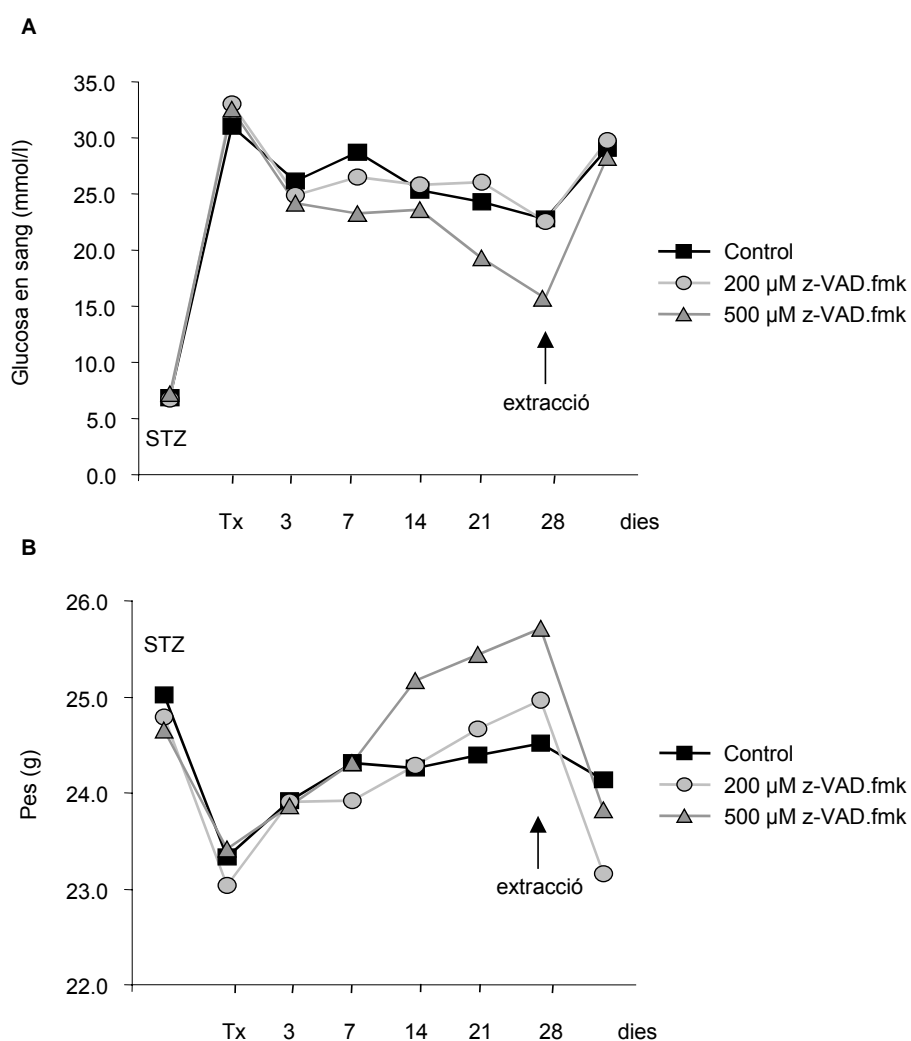 A
35.0
30.0
25.0
20.0
15.0
10.0
5.0
0.0
Glucosa en sang (mmol/l)
STZ
extracció
Control
200 µM z-VAD.fmk
500 µM z-VAD.fmk
Tx 3 7 14 21 28 dies
B
26.0
25.0
24.0
23.0
22.0
Pes (g)
STZ
extracció
Control
200 µM z-VAD.fmk
500 µM z-VAD.fmk
Tx 3 7 14 21 28 dies